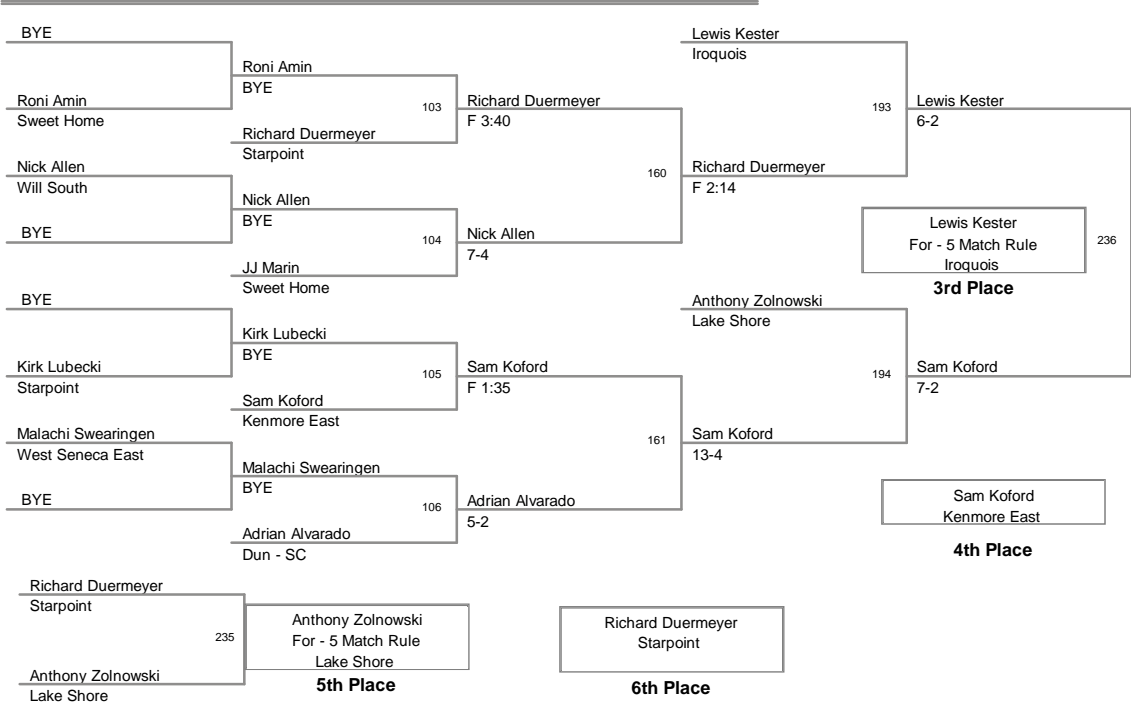 BYE
Roni Amin
BYE
Roni Amin
Sweet Home
103
Richard Duermeyer
Starpoint
Richard Duermeyer
F 3:40
Nick Allen
Will South
Nick Allen
BYE
BYE
104
JJ Marin
Sweet Home
Nick Allen
7-4
160
Lewis Kester
Iroquois
Richard Duermeyer
F 2:14
193
Lewis Kester
6-2
Lewis Kester
For - 5 Match Rule
Iroquois
236
3rd Place
BYE
Kirk Lubecki
BYE
Kirk Lubecki
Starpoint
105
Sam Koford
Kenmore East
Sam Koford
F 1:35
Malachi Swearingen
West Seneca East
Malachi Swearingen
BYE
BYE
106
Adrian Alvarado
Dun - SC
Adrian Alvarado
5-2
161
Anthony Zolnowski
Lake Shore
Sam Koford
13-4
194
Sam Koford
7-2
Sam Koford
Kenmore East
4th Place
Richard Duermeyer
Starpoint
235
Anthony Zolnowski
Lake Shore
Anthony Zolnowski
For - 5 Match Rule
Lake Shore
5th Place
Richard Duermeyer
Starpoint
6th Place